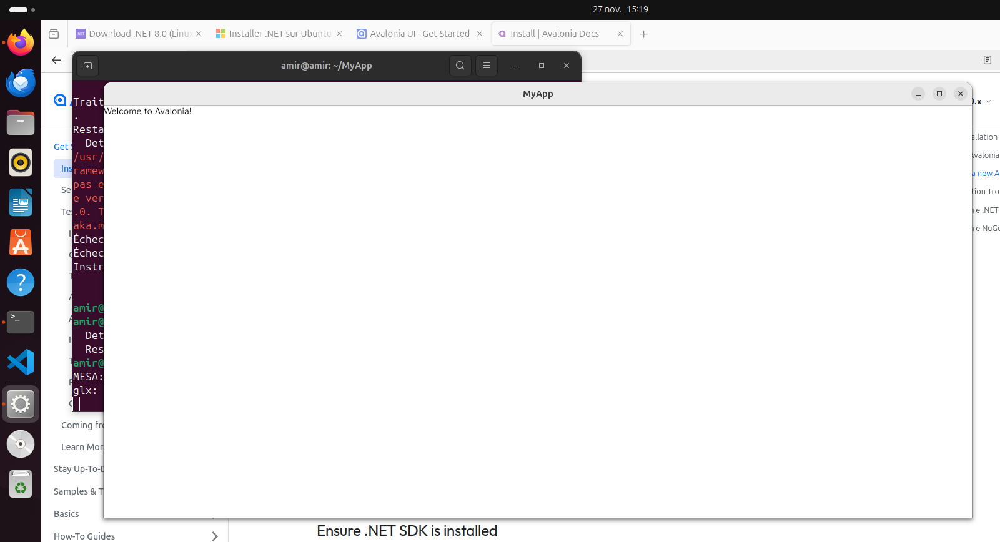 27 nov. 15:19
Download .NET 8.0 (Linux
Installer .NET sur Ubuntu
Avalonia UI - Get Started
Install | Avalonia Docs
amir@amir: ~/MyApp
MyApp
Welcome to Avalonia!
Trait
.
Resta
Det
/usr/
ramew
pas e
e ver
.0. T
aka.m
Échec
Échec
Instr
amir@
amir@
Det
Res
amir@
MESA:
glx:
Get
Ins
Se
Tes
Coming fr
Learn Mor
Stay Up-To-D
Samples & T
Basics
How-To Guides
Ensure .NET SDK is installed
.x
allation
Avalonia
a new A
tion Tro
re .NET
re NuGe